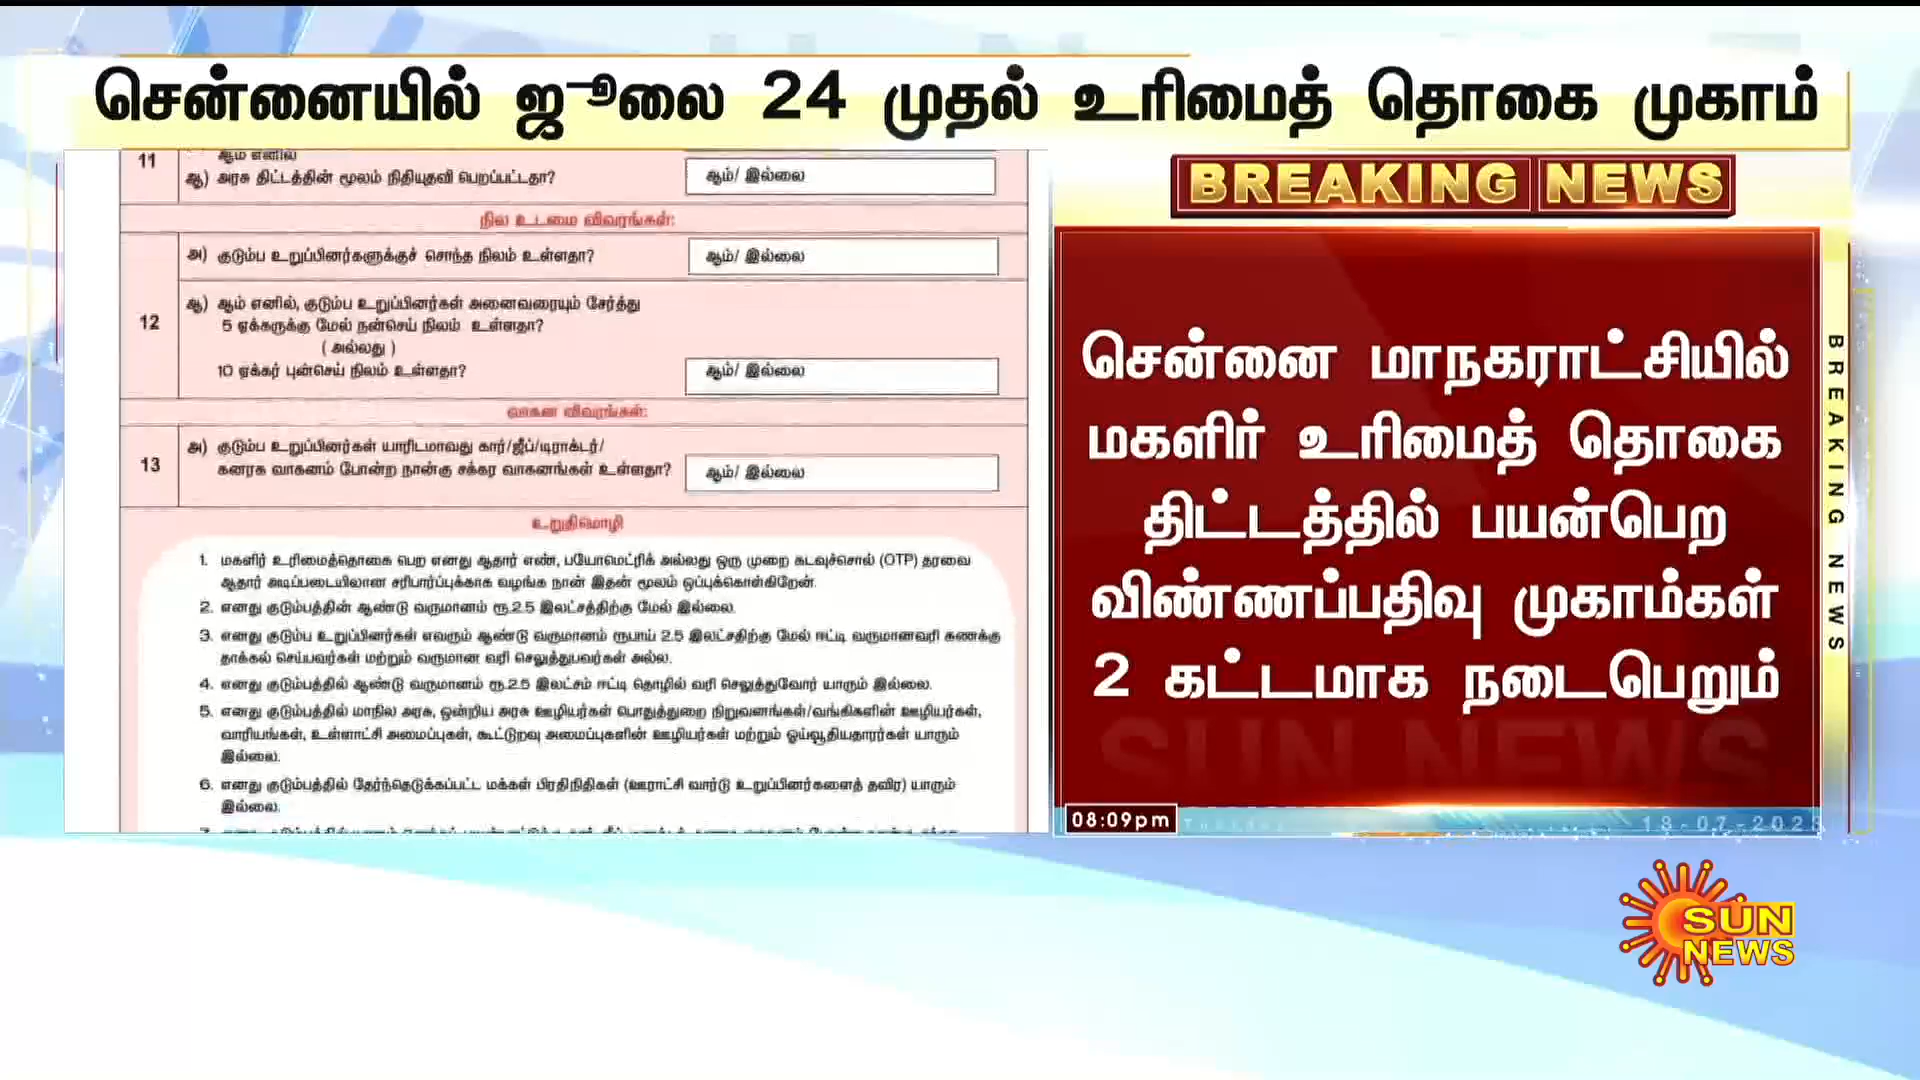 சென்னையில் ஜூலை 24 முதல் உரிமைத் தொகை முகாம்
11
ஆம் எனில்
ஆ) அரசு திட்டத்தின் மூலம் நிதியுதவி பெறப்பட்டதா?
ஆம்/ இல்லை
நில உடமை விவரங்கள்:
12
அ) குடும்ப உறுப்பினர்களுக்குச் சொந்த நிலம் உள்ளதா?
ஆம்/ இல்லை
ஆ) ஆம் எனில், குடும்ப உறுப்பினர்கள் அனைவரையும் சேர்த்து
5 ஏக்கருக்கு மேல் நன்செய் நிலம் உள்ளதா?
( அல்லது )
10 ஏக்கர் புன்செய் நிலம் உள்ளதா?
ஆம்/ இல்லை
வாகன விவரங்கள்:
13
அ) குடும்ப உறுப்பினர்கள் யாரிடமாவது கார்/ஜீப்/டிராக்டர்/
கனரக வாகனம் போன்ற நான்கு சக்கர வாகனங்கள் உள்ளதா?
ஆம்/ இல்லை
உறுதிமொழி
1. மகளிர் உரிமைத்தொகை பெற எனது ஆதார் எண், பயோமெட்ரிக் அல்லது ஒரு முறை கடவுச்சொல் (OTP) தரவை
ஆதார் அடிப்படையிலான சரிபார்ப்புக்காக வழங்க நான் இதன் மூலம் ஒப்புக்கொள்கிறேன்.
2. எனது குடும்பத்தின் ஆண்டு வருமானம் ரூ.2.5 இலட்சத்திற்கு மேல் இல்லை.
3. எனது குடும்ப உறுப்பினர்கள் எவரும் ஆண்டு வருமானம் ரூபாய் 2.5 இலட்சதிற்கு மேல் ஈட்டி வருமானவரி கணக்கு
தாக்கல் செய்பவர்கள் மற்றும் வருமான வரி செலுத்துபவர்கள் அல்ல.
4. எனது குடும்பத்தில் ஆண்டு வருமானம் ரூ.2.5 இலட்சம் ஈட்டி தொழில் வரி செலுத்துவோர் யாரும் இல்லை.
5. எனது குடும்பத்தில் மாநில அரசு, ஒன்றிய அரசு ஊழியர்கள் பொதுத்துறை நிறுவனங்கள்/வங்கிகளின் ஊழியர்கள்,
வாரியங்கள், உள்ளாட்சி அமைப்புகள், கூட்டுறவு அமைப்புகளின் ஊழியர்கள் மற்றும் ஓய்வூதியதாரர்கள் யாரும்
இல்லை.
6. எனது குடும்பத்தில் தேர்ந்தெடுக்கப்பட்ட மக்கள் பிரதிநிதிகள் (ஊராட்சி வார்டு உறுப்பினர்களைத் தவிர) யாரும்
இல்லை.
BREAKING NEWS
சென்னை மாநகராட்சியில்
மகளிர் உரிமைத் தொகை
திட்டத்தில் பயன்பெற
விண்ணப்பதிவு முகாம்கள்
2 கட்டமாக நடைபெறும்
SUN NEWS
08:09pm
Tuesday
18-07-2023
BREAKING NEWS
SUN
NEWS